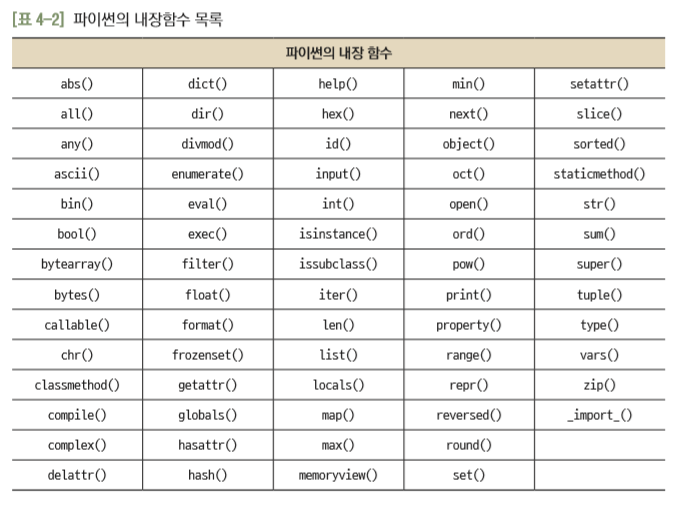 [표 4-2] 파이썬의 내장함수 목록
파이썬의 내장 함수
abs() dict() help() min() setattr()
all() dir() hex() next() slice()
any() divmod() id() object() sorted()
ascii() enumerate() input() oct() staticmethod()
bin() eval() int() open() str()
bool() exec() isinstance() ord() sum()
bytearray() filter() issubclass() pow() super()
bytes() float() iter() print() tuple()
callable() format() len() property() type()
chr() frozenset() list() range() vars()
classmethod() getattr() locals() repr() zip()
compile() globals() map() reversed() _import_()
complex() hasattr() max() round()
delattr() hash() memoryview() set()